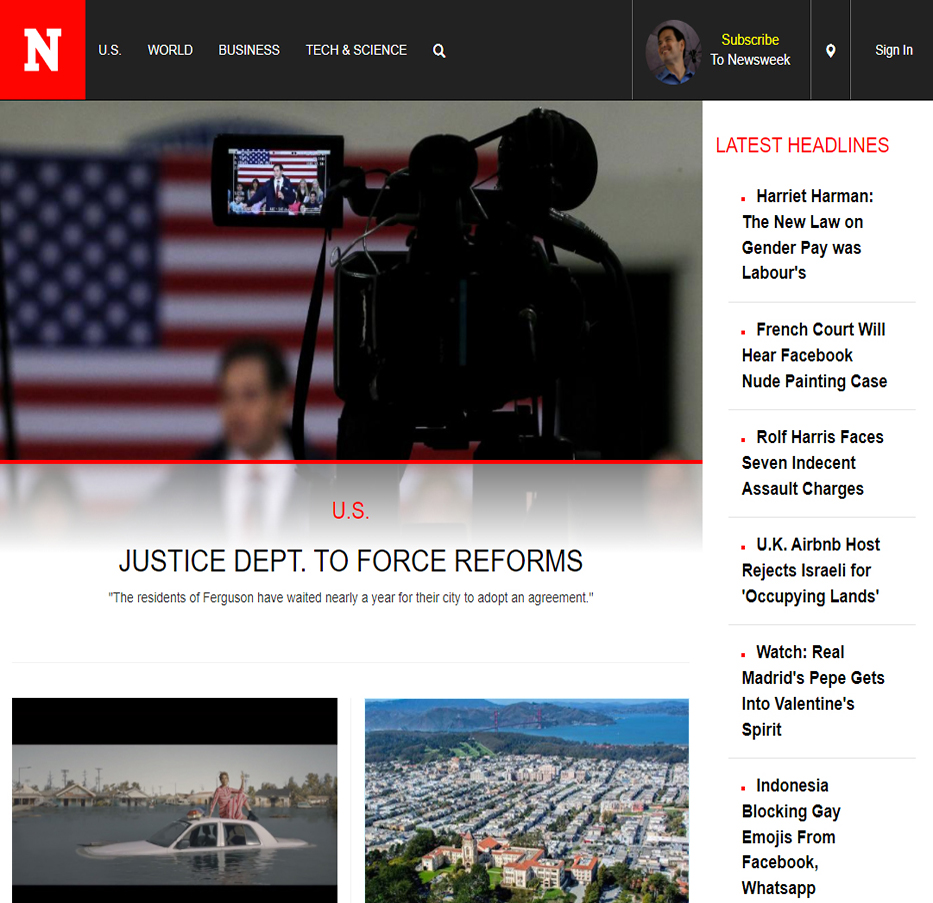 N
U.S.
WORLD
BUSINESS
TECH & SCIENCE
Subscribe
To Newsweek
Sign In
LATEST HEADLINES
Harriet Harman:
The New Law on
Gender Pay was
Labour's
French Court Will
Hear Facebook
Nude Painting Case
Rolf Harris Faces
Seven Indecent
Assault Charges
U.K. Airbnb Host
Rejects Israeli for
'Occupying Lands'
Watch: Real
Madrid's Pepe Gets
Into Valentine's
Spirit
Indonesia
Blocking Gay
Emojis From
Facebook,
Whatsapp
U.S.
JUSTICE DEPT. TO FORCE REFORMS
"The residents of Ferguson have waited nearly a year for their city to adopt an agreement."